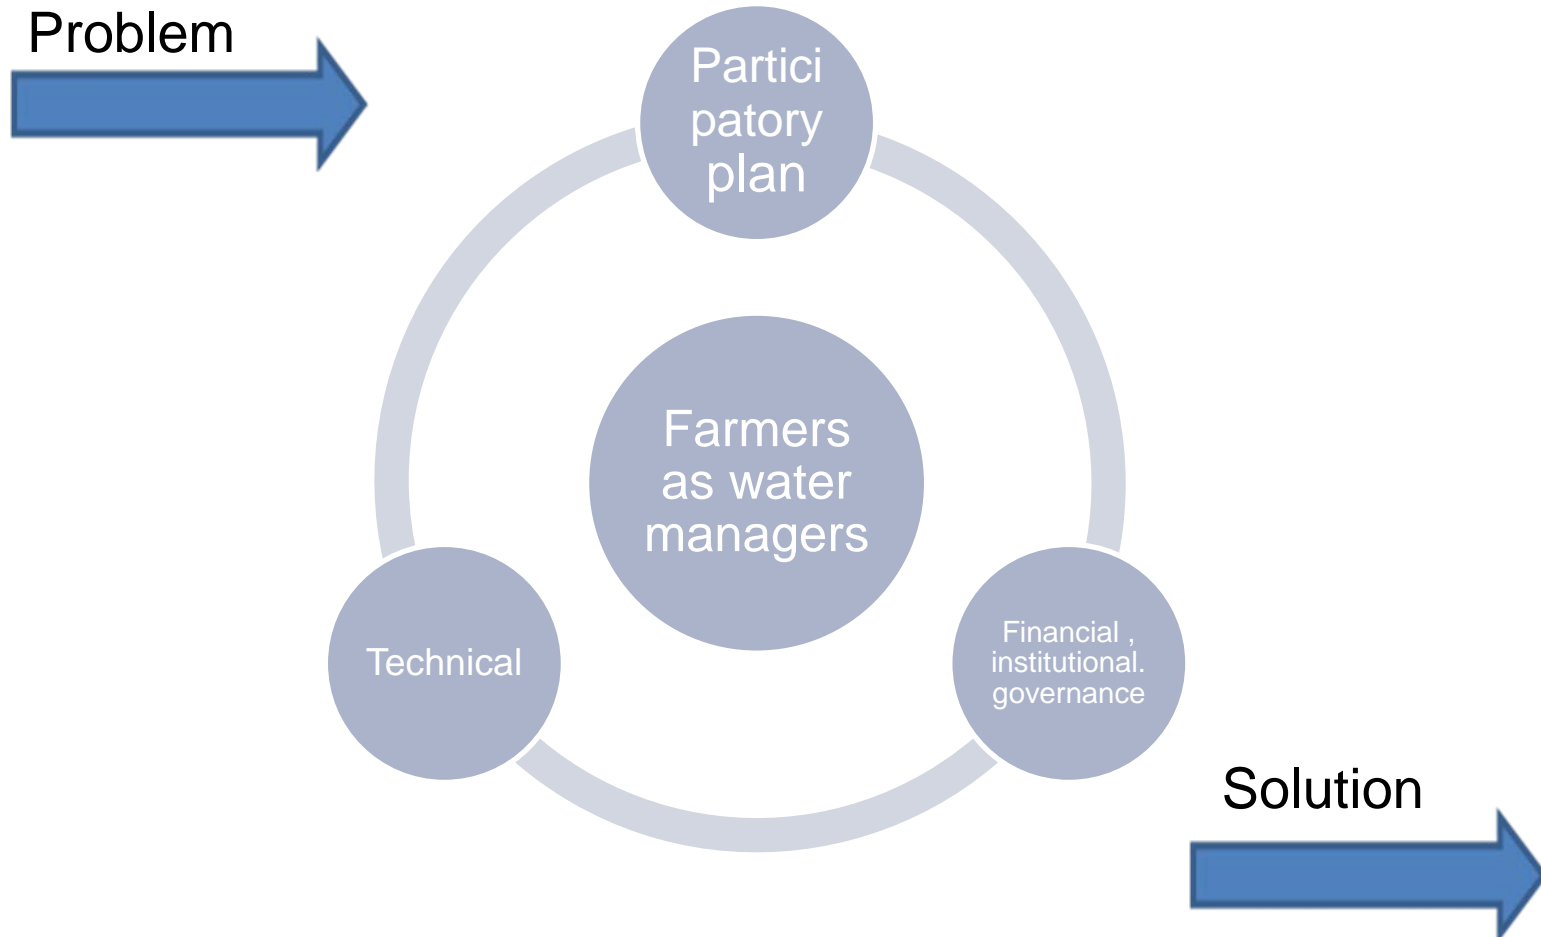 Problem
Partici
patory
plan
Farmers
as water
managers
Technical
Financial ,
institutional.
governance
Solution